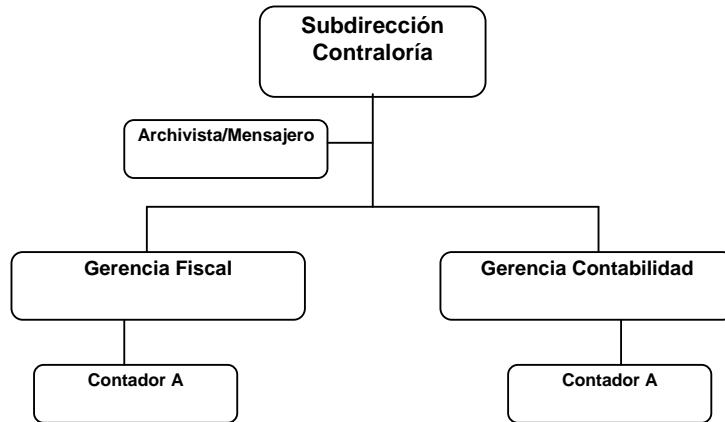 Subdirección
Contraloría
Archivista/Mensajero
Gerencia Fiscal
Gerencia Contabilidad
Contador A
Contador A